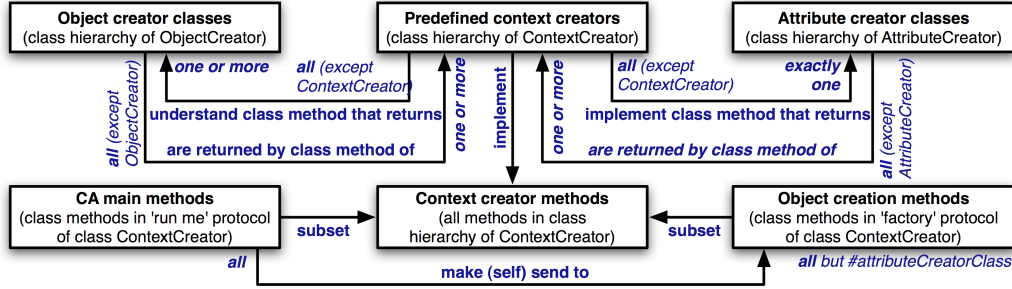 Object creator classes
(class hierarchy of ObjectCreator)
Predefined context creators
(class hierarchy of ContextCreator)
Attribute creator classes
(class hierarchy of AttributeCreator)
all (except
ObjectCreator)
one or more
all (except
ContextCreator)
one or more
implement
one or more
all (except
ContextCreator)
exactly
one
all (except
AttributeCreator)
understand class method that returns
implement class method that returns
are returned by class method of
are returned by class method of
CA main methods
(class methods in 'run me' protocol
of class ContextCreator)
subset
Context creator methods
(all methods in class
hierarchy of ContextCreator)
subset
Object creation methods
(class methods in 'factory' protocol
of class ContextCreator)
all
make (self) send to
all but #attributeCreatorClass